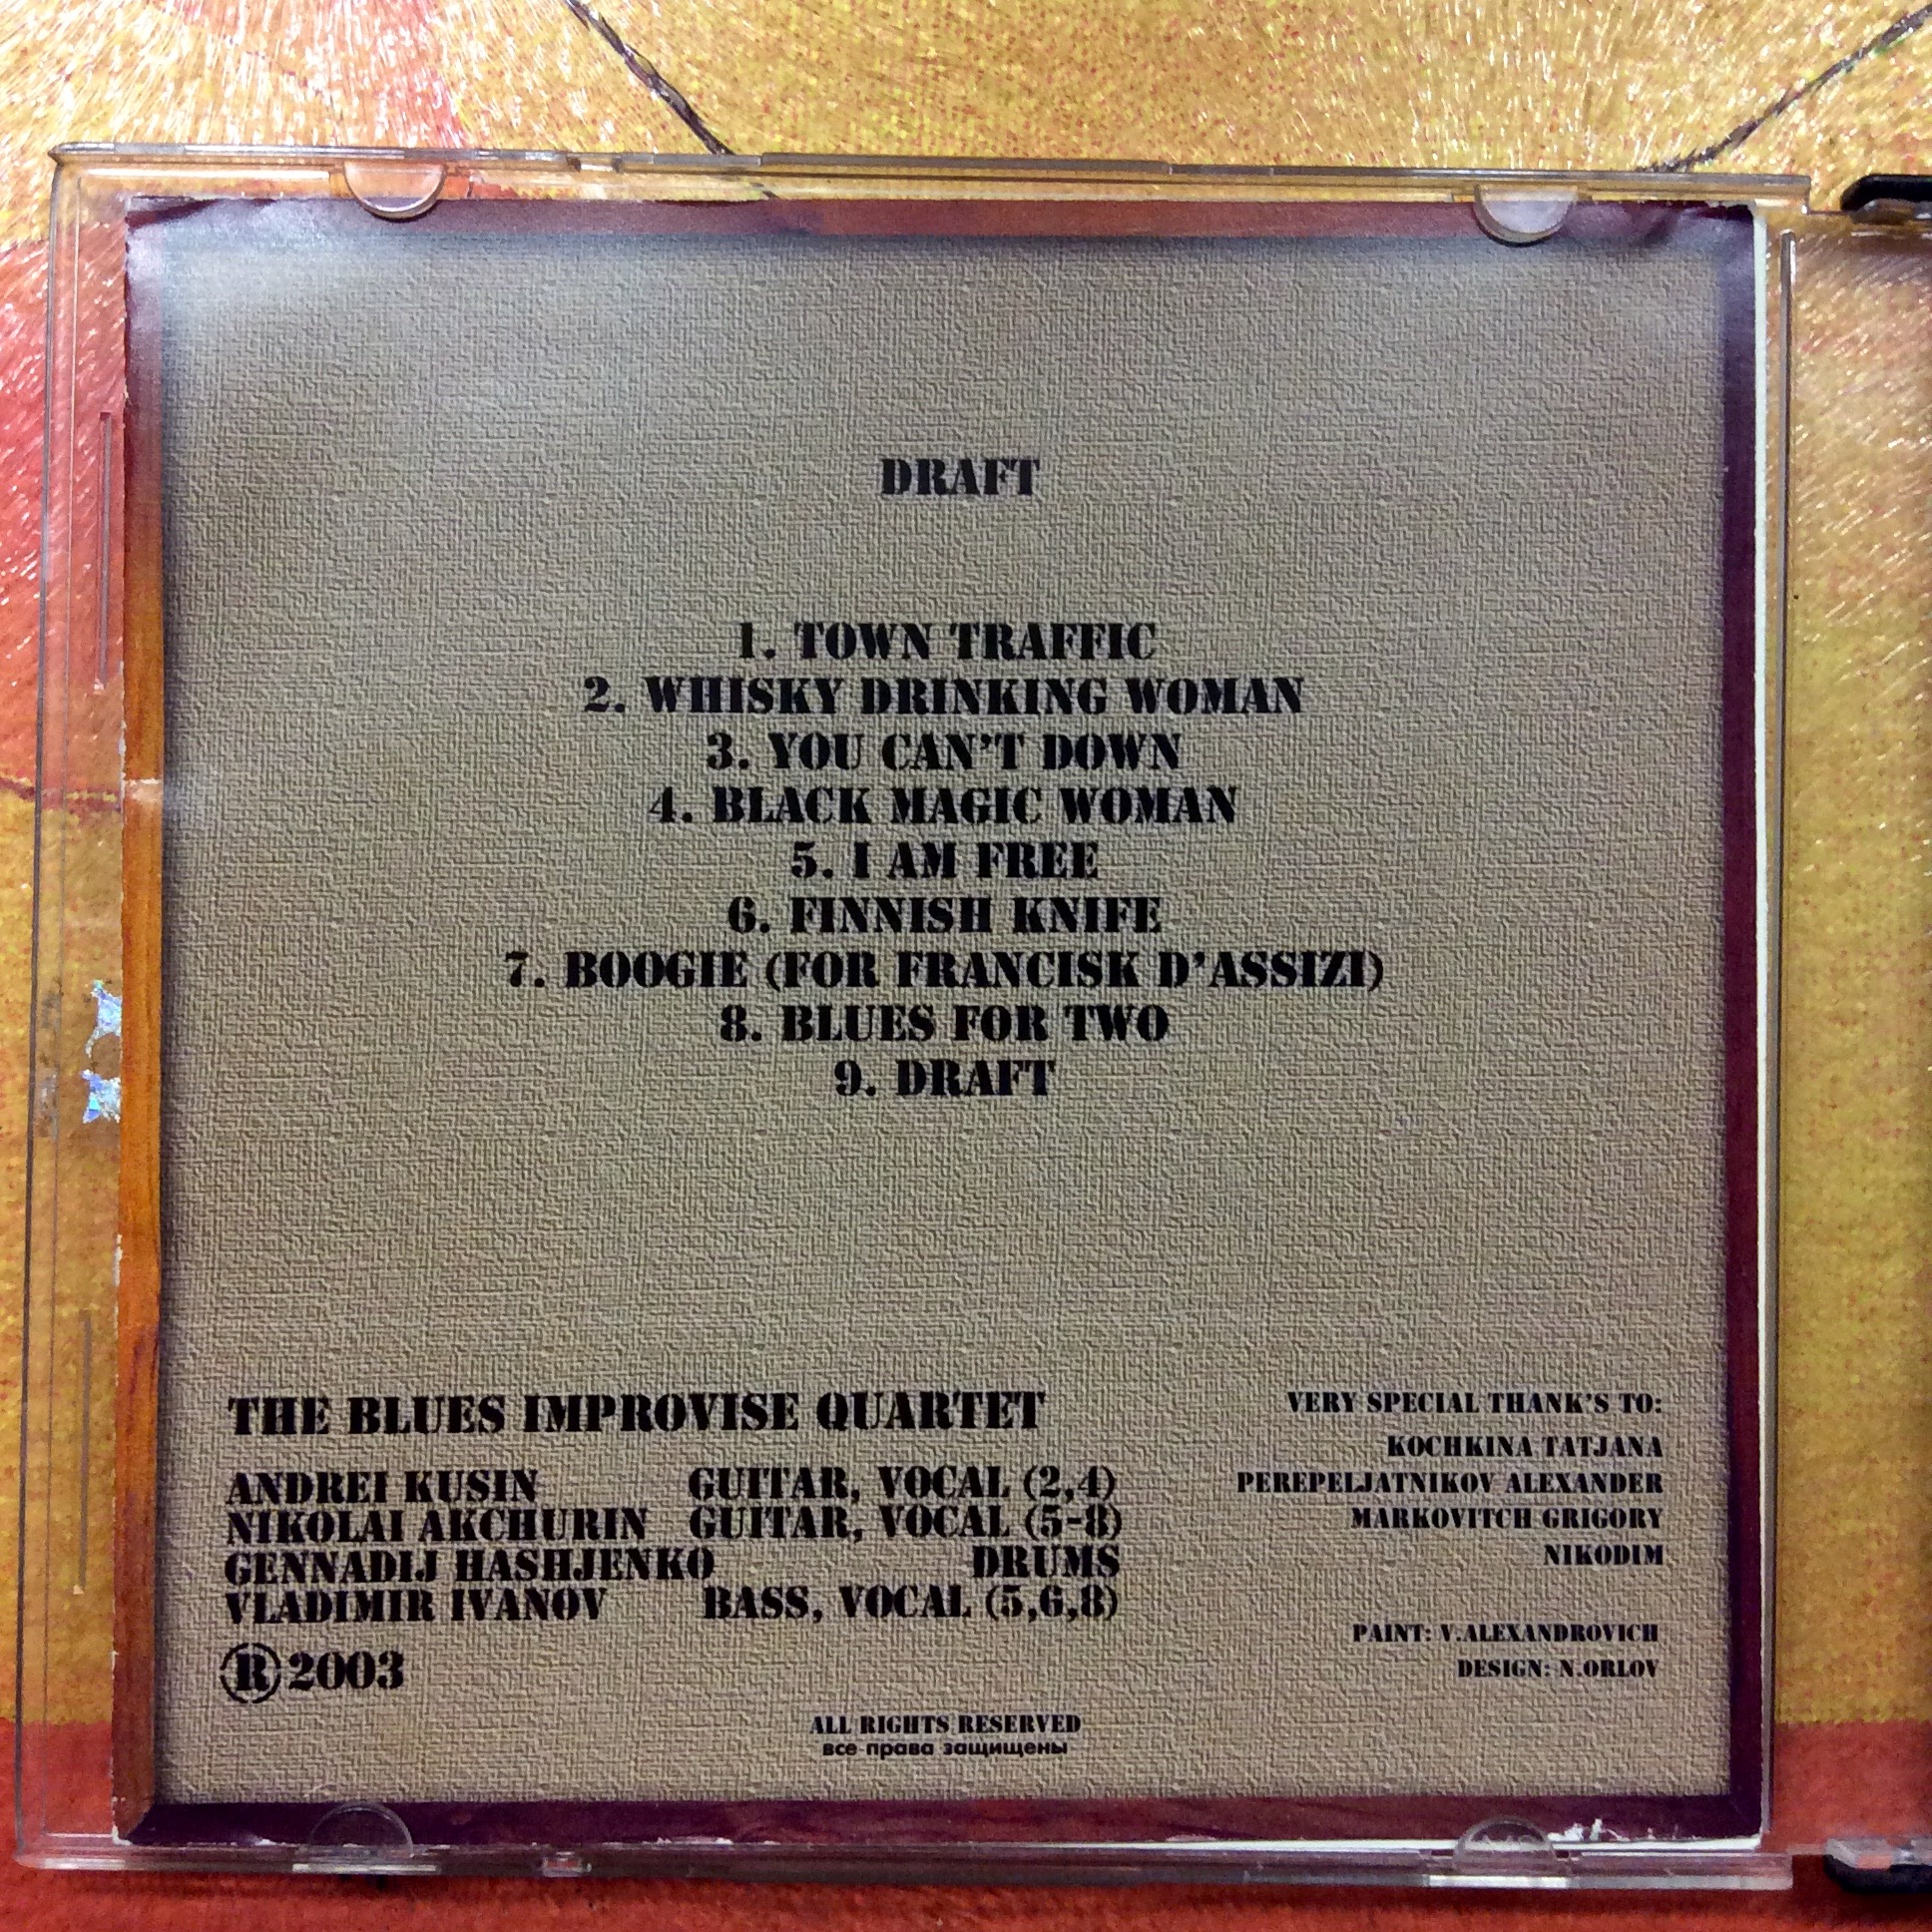 DRAFT
1. TOWN TRAFFIC
2. WHISKY DRINKING WOMAN
3. YOU CAN'T DOWN
4. BLACK MAGIC WOMAN
5. I AM FREE
6. FINNISH KNIFE
7. BOOGIE (FOR FRANCISK D'ASSIZI)
8. BLUES FOR TWO
9. DRAFT
THE BLUES IMPROVISE QUARTET
ANDREI KUSIN GUITAR, VOCAL (2,4)
NIKOLAI AKCHURIN GUITAR, VOCAL (5-8)
GENNADIJ HASHJENKO DRUMS
VLADIMIR IVANOV BASS, VOCAL (5,6,8)
®2003
VERY SPECIAL THANK'S TO:
KOCHKINA TATJANA
PEREPELJATNIKOV ALEXANDER
MARKOVITCH GRIGORY
NIKODIM
PAINT: V.ALEXANDROVICH
DESIGN: N.ORLOV
ALL RIGHTS RESERVED
все права защищены